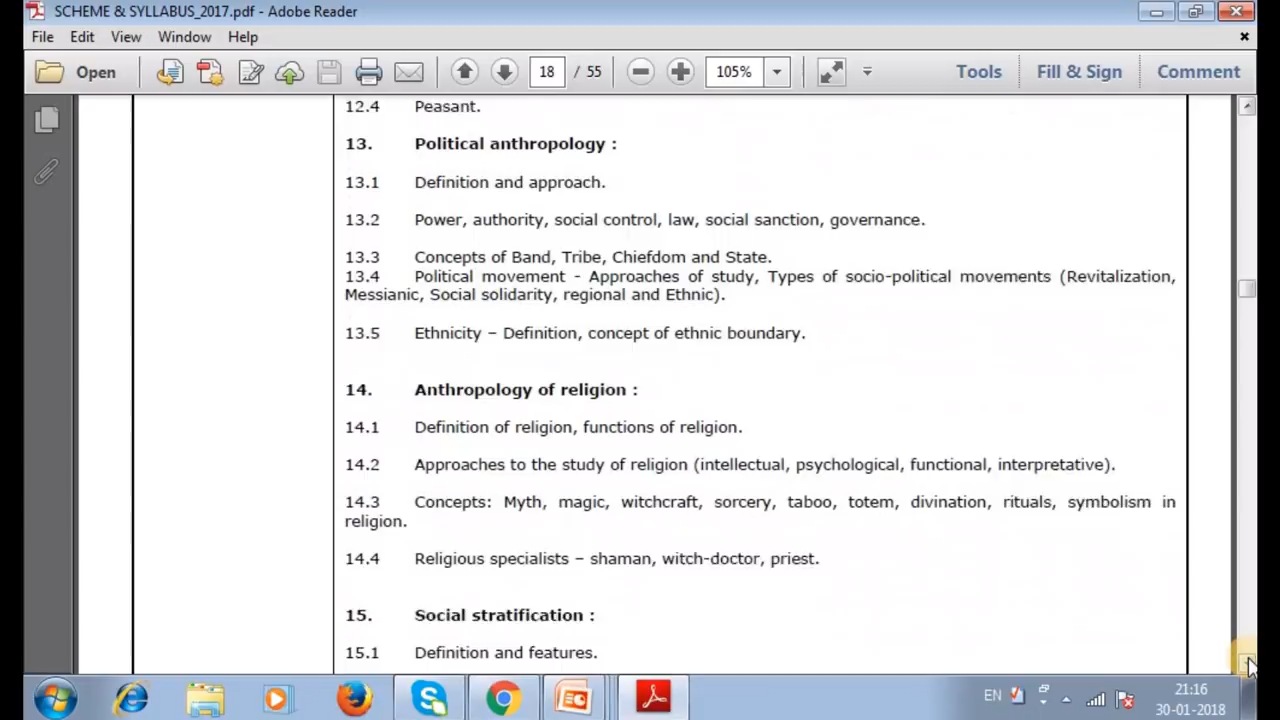 SCHEME & SYLLABUS_2017.pdf - Adobe Reader
File Edit View Window Help
Open 18 / 55 105% Tools Fill & Sign Comment
12.4 Peasant.
13. Political anthropology :
13.1 Definition and approach.
13.2 Power, authority, social control, law, social sanction, governance.
13.3 Concepts of Band, Tribe, Chiefdom and State.
13.4 Political movement - Approaches of study, Types of socio-political movements (Revitalization,
Messianic, Social solidarity, regional and Ethnic).
13.5 Ethnicity – Definition, concept of ethnic boundary.
14. Anthropology of religion :
14.1 Definition of religion, functions of religion.
14.2 Approaches to the study of religion (intellectual, psychological, functional, interpretative).
14.3 Concepts: Myth, magic, witchcraft, sorcery, taboo, totem, divination, rituals, symbolism in
religion.
14.4 Religious specialists – shaman, witch-doctor, priest.
15. Social stratification :
15.1 Definition and features.
EN 21:16
30-01-2018